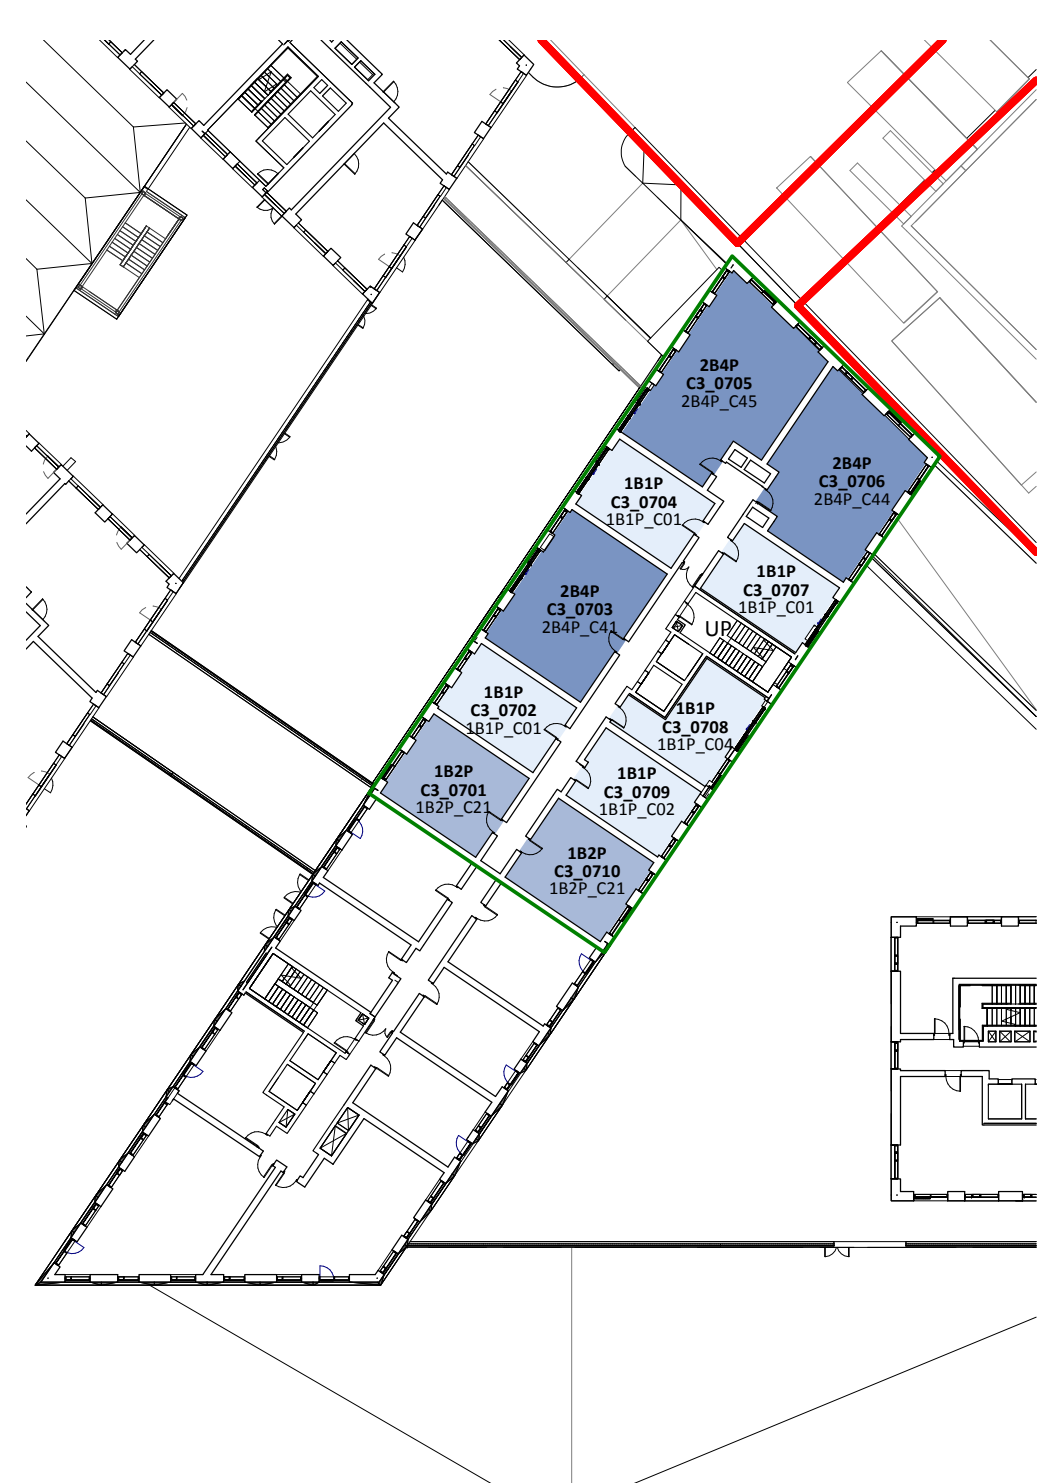 2B4P
C3_0705
2B4P_C45
2B4P
C3_0706
2B4P_C44
1B1P
C3_0704
1B1P_C01
1B1P
C3_0707
1B1P_C01
2B4P
C3_0703
2B4P_C41
UP
1B1P
C3_0702
1B1P_C01
1B1P
C3_0708
1B1P_C04
1B2P
C3_0701
1B2P_C21
1B1P
C3_0709
1B1P_C02
1B2P
C3_0710
1B2P_C21